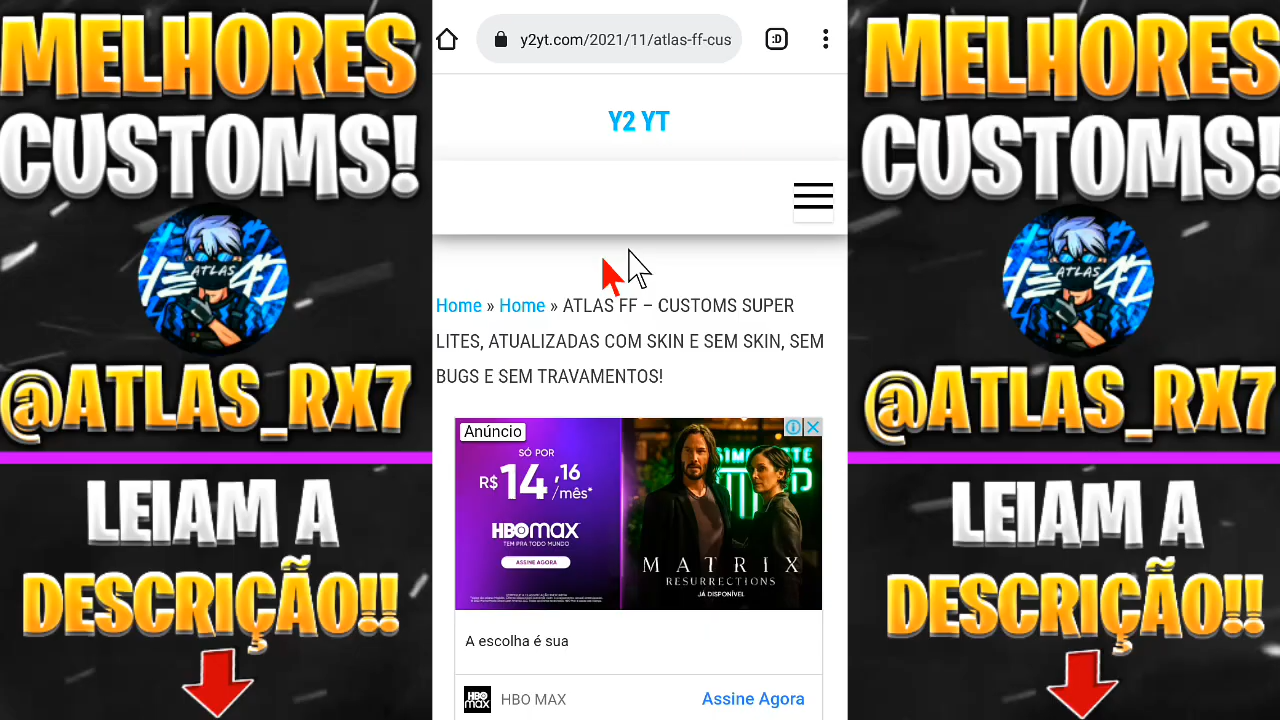 MELHORES
CUSTOMS!
ATLAS
@ATLAS_RX7
LEIAM A
DESCRIÇÃO!!
y2yt.com/2021/11/atlas-ff-cus
:D
Y2 YT
Home » Home » ATLAS FF – CUSTOMS SUPER
LITES, ATUALIZADAS COM SKIN E SEM SKIN, SEM
BUGS E SEM TRAVAMENTOS!
Anúncio
SÓ POR
R$14,16
/mês*
HBOmax
TEM PRA TODO MUNDO
ASSINE AGORA
MATRIX
RESURRECTIONS
JÁ DISPONÍVEL
A escolha é sua
HBO max
HBO MAX
Assine Agora
MELHORES
CUSTOMS!
ATLAS
@ATLAS_RX7
LEIAM A
DESCRIÇÃO!!